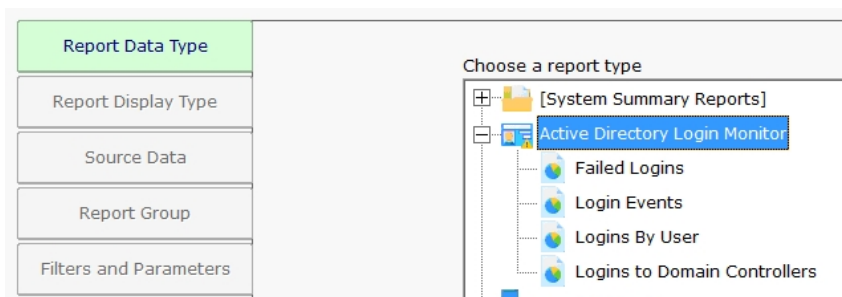 Report Data Type
Report Display Type
Source Data
Report Group
Filters and Parameters
Choose a report type
[System Summary Reports]
Active Directory Login Monitor
Failed Logins
Login Events
Logins By User
Logins to Domain Controllers